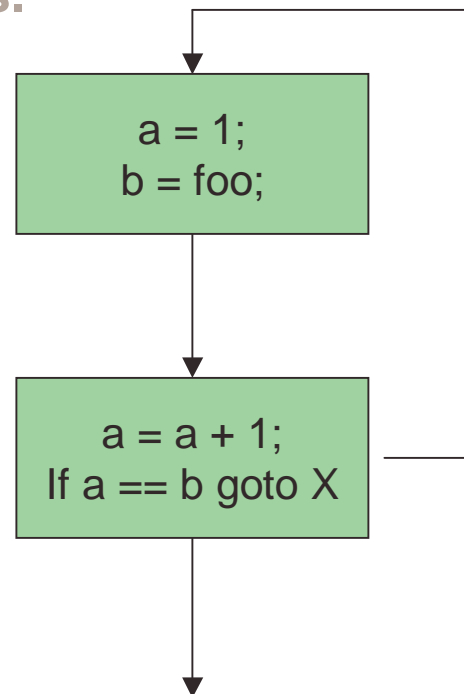 a = 1;
b = foo;
a = a + 1;
If a == b goto X